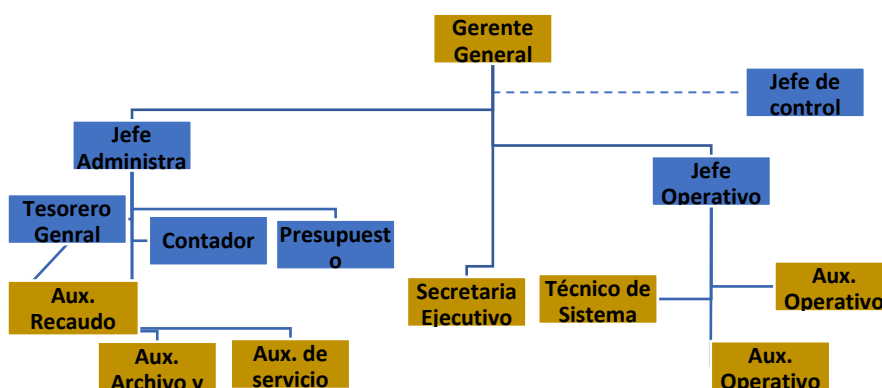 Gerente
General
Jefe de
control
Jefe
Administra
Jefe
Operativo
Tesorero
Genral
Contador
Presupuest
o
Secretaria
Ejecutivo
Técnico de
Sistema
Aux.
Operativo
Aux.
Recaudo
Aux.
Archivo y
Aux. de
servicio
Aux.
Operativo